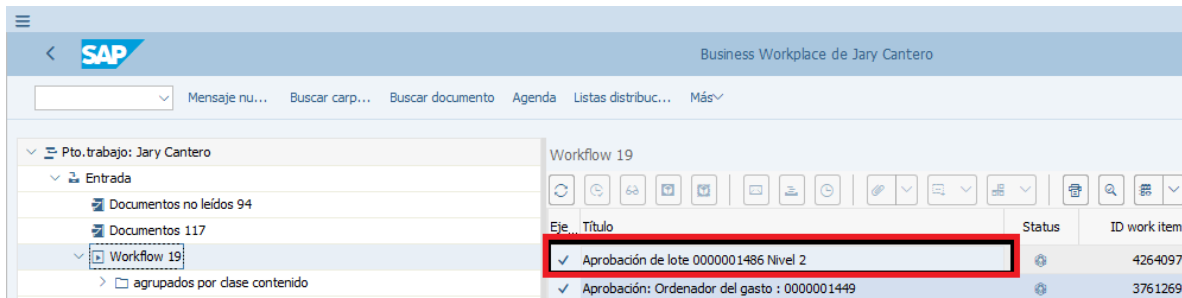 SAP
Business Workplace de Jary Cantero
Mensaje nu... Buscar carp... Buscar documento Agenda Listas distribuc... Más
Pto.trabajo: Jary Cantero
Entrada
Documentos no leídos 94
Documentos 117
Workflow 19
agrupados por clase contenido
Workflow 19
Eje... Título Status ID work item
Aprobación de lote 0000001486 Nivel 2 4264097
Aprobación: Ordenador del gasto : 0000001449 3761269